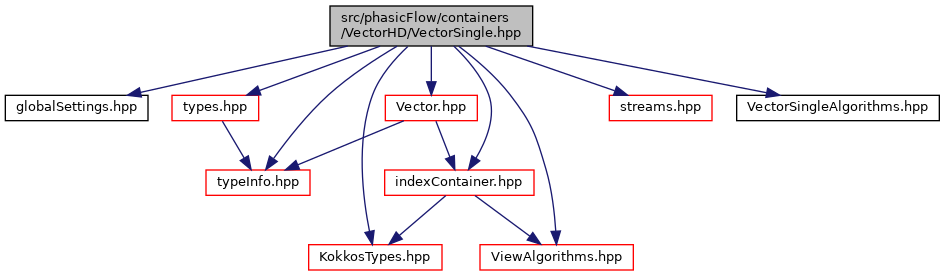 src/phasicFlow/containers
/VectorHD/VectorSingle.hpp
globalSettings.hpp
types.hpp
Vector.hpp
streams.hpp
VectorSingleAlgorithms.hpp
typeInfo.hpp
indexContainer.hpp
KokkosTypes.hpp
ViewAlgorithms.hpp